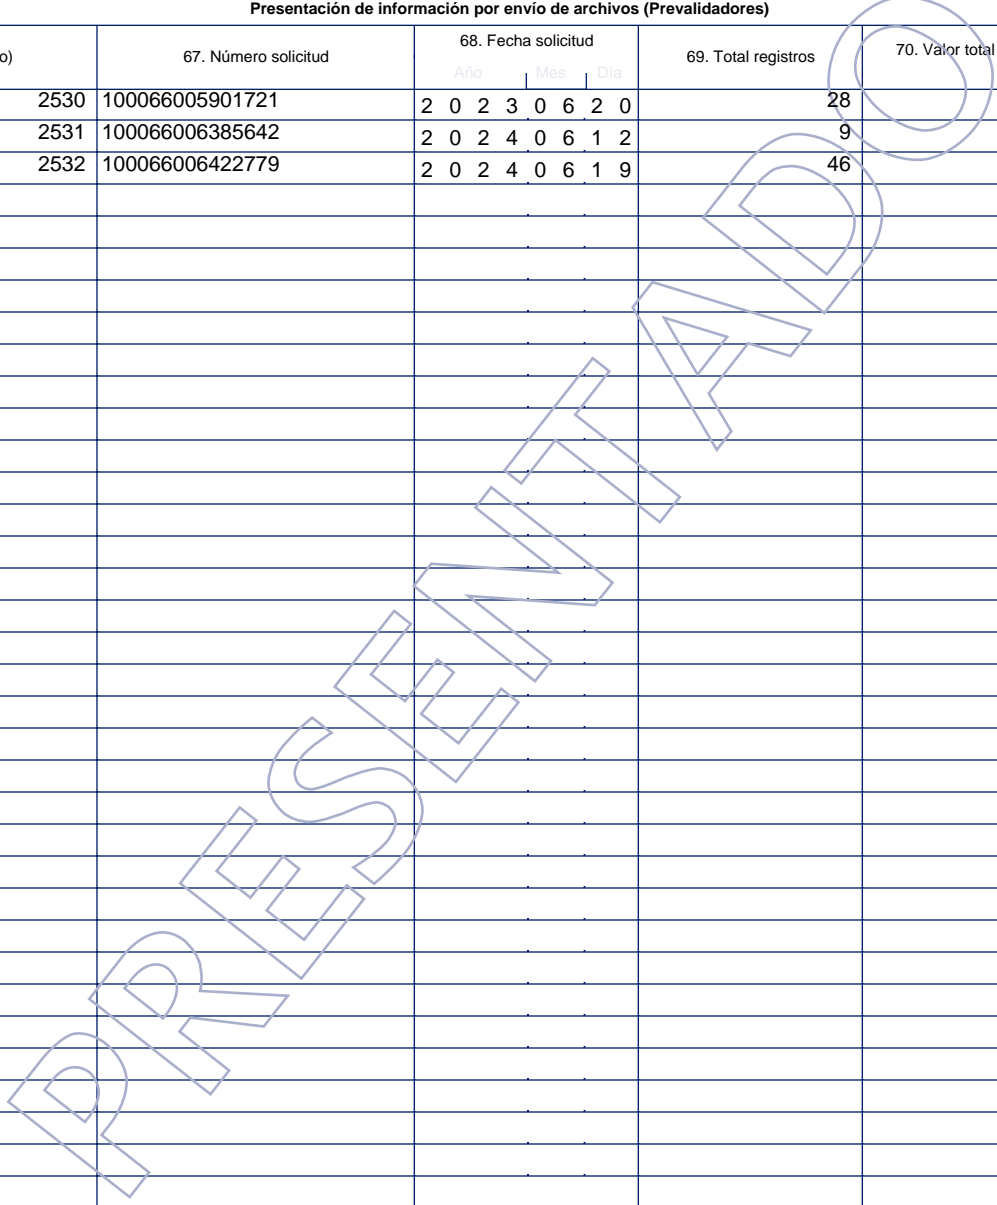 Presentación de información por envío de archivos (Prevalidadores)
o) 67. Número solicitud 68. Fecha solicitud 69. Total registros 70. Valor total
Año Mes Día
2530 100066005901721 2 0 2 3 0 6 2 0 28
2531 100066006385642 2 0 2 4 0 6 1 2 9
2532 100066006422779 2 0 2 4 0 6 1 9 46
PRESENTADO